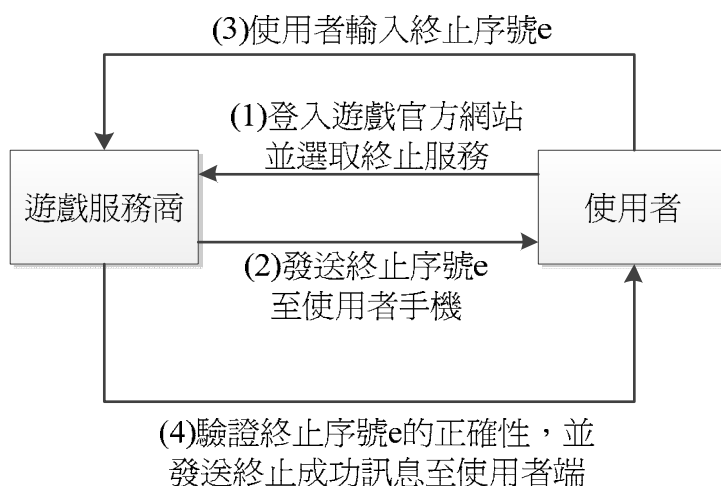 (3)使用者輸入終止序號e
(1)登入遊戲官方網站
並選取終止服務
遊戲服務商
使用者
(2)發送終止序號e
至使用者手機
(4)驗證終止序號e的正確性，並
發送終止成功訊息至使用者端